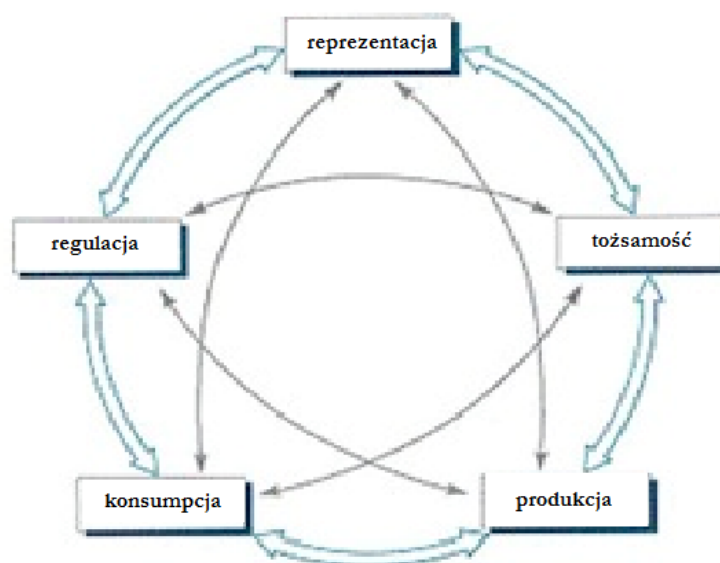 reprezentacja
regulacja
tożsamość
konsumpcja
produkcja